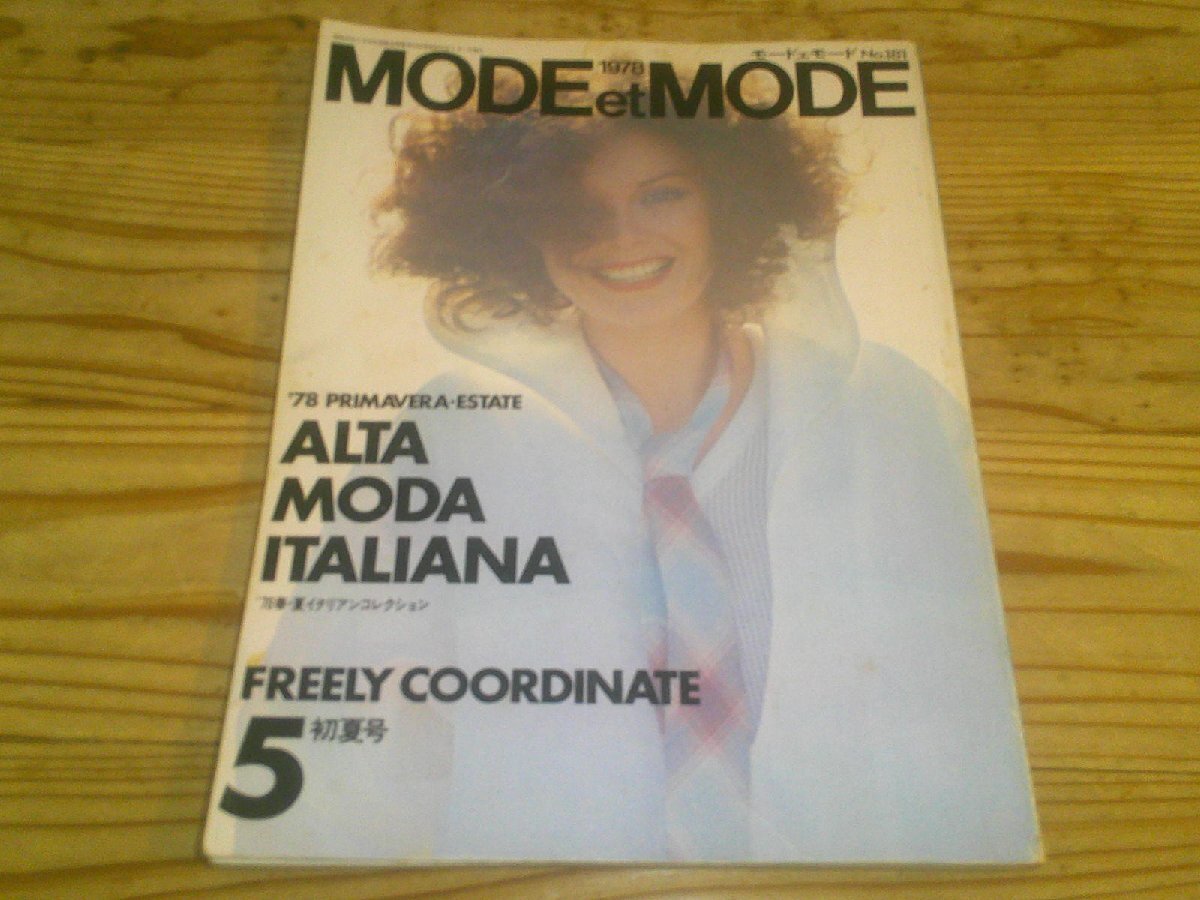 モードェモード No.181
1978
MODE et MODE
'78 PRIMAVERA·ESTATE
ALTA
MODA
ITALIANA
'78春·夏イタリアンコレクション
FREELY COORDINATE
5 初夏号